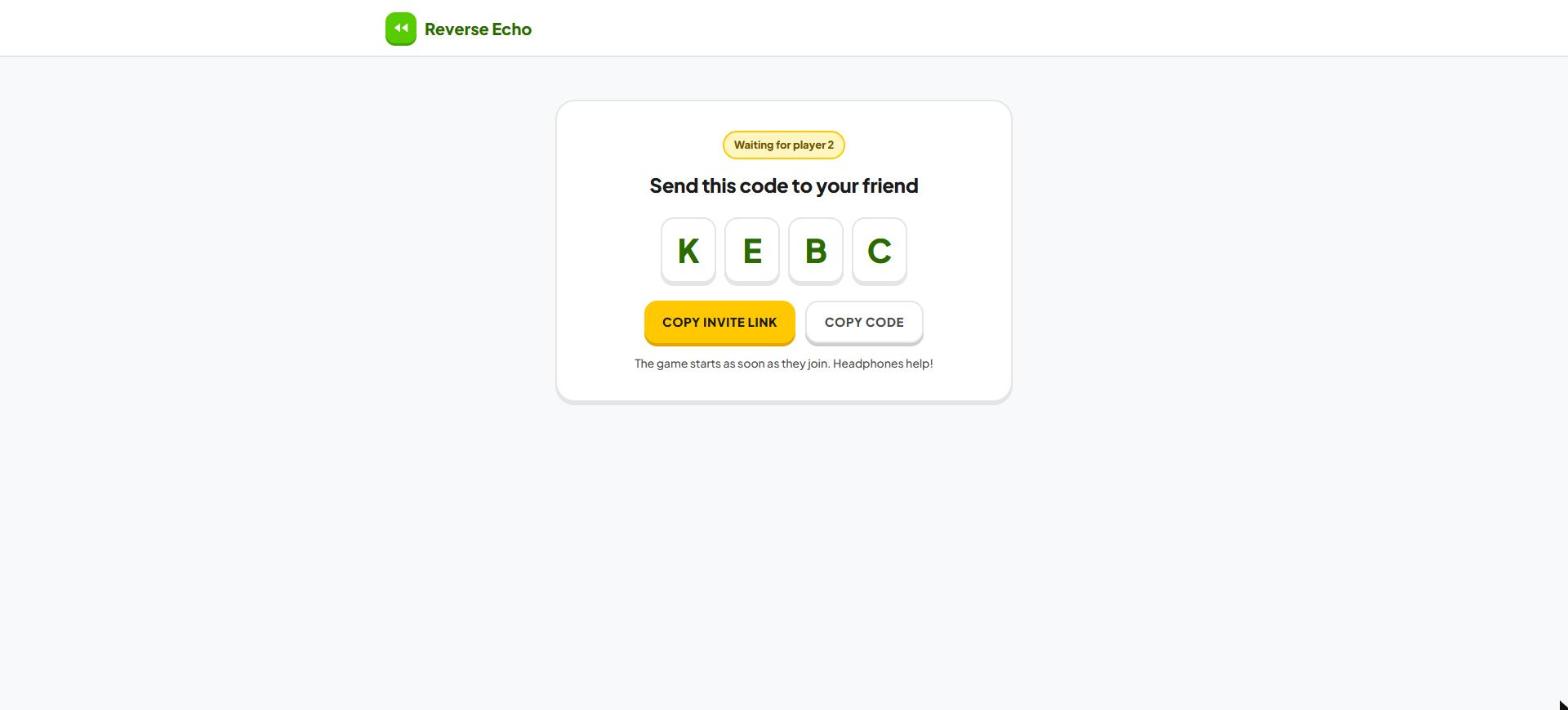 Reverse Echo
Waiting for player 2
Send this code to your friend
K E B C
COPY INVITE LINK COPY CODE
The game starts as soon as they join. Headphones help!